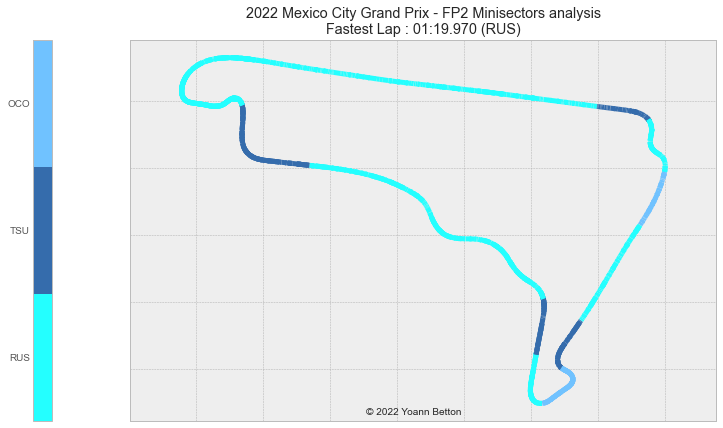 2022 Mexico City Grand Prix - FP2 Minisectors analysis
Fastest Lap : 01:19.970 (RUS)
OCO
TSU
RUS
© 2022 Yoann Betton